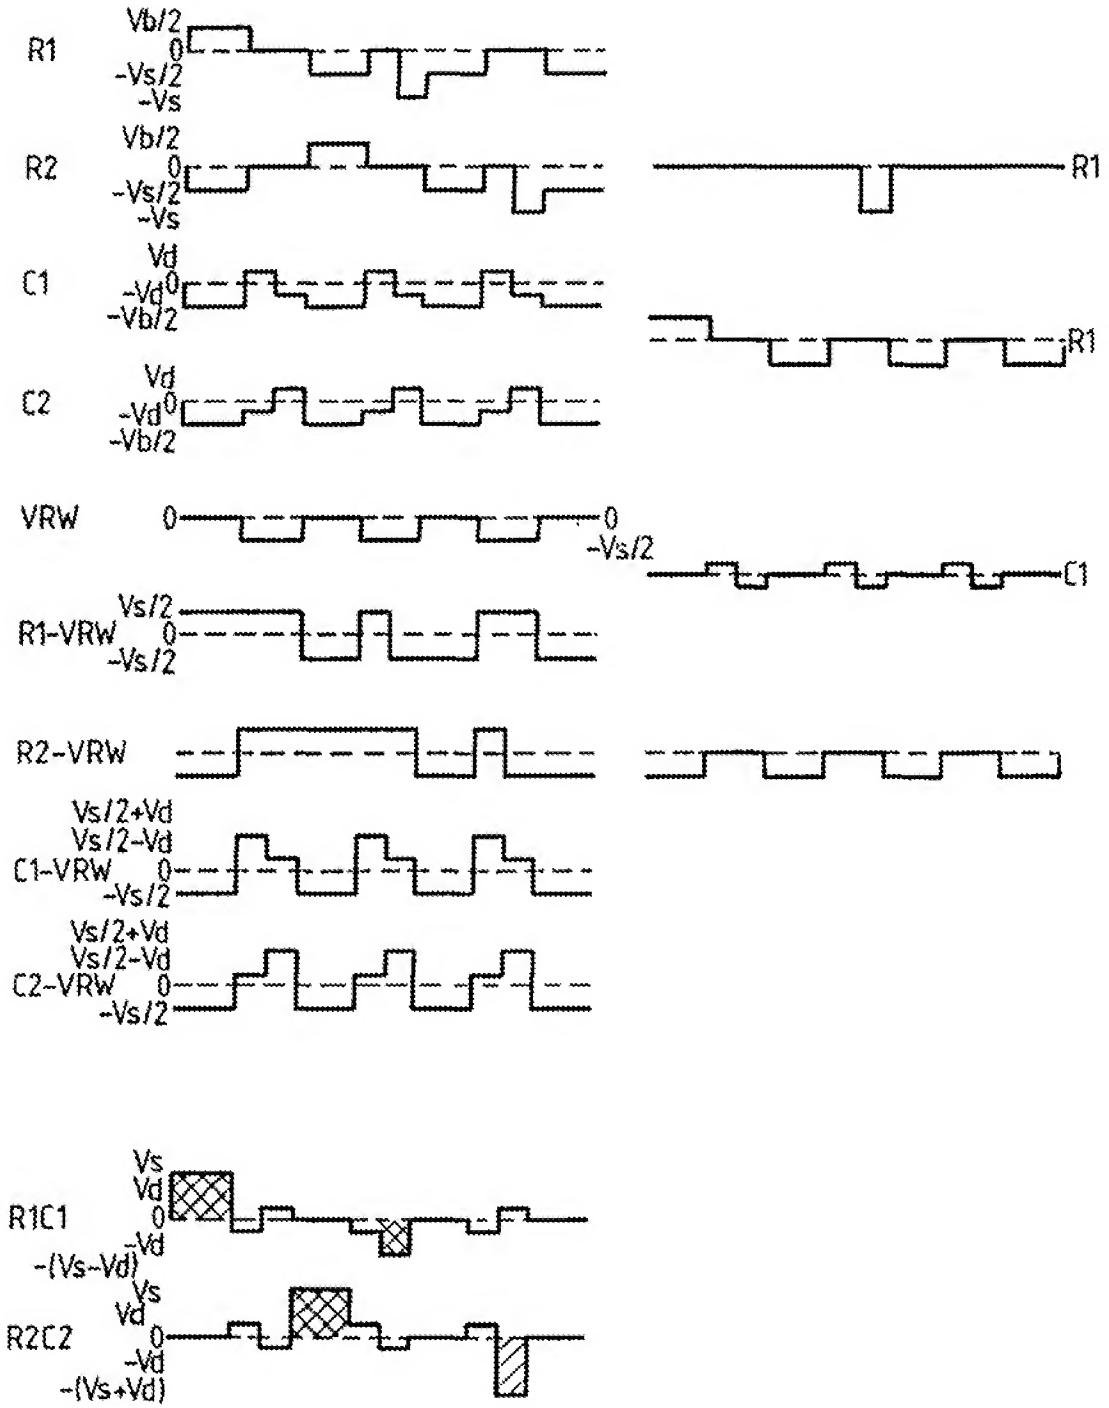 R1
Vb/2
0
-Vs/2
-Vs
R2
Vb/2
0
-Vs/2
-Vs
R1
C1
Vd
0
-Vd
-Vb/2
R1
C2
Vd
0
-Vd
-Vb/2
VRW
0
0
-Vs/2
C1
R1-VRW
Vs/2
0
-Vs/2
R2-VRW
Vs/2+Vd
Vs/2-Vd
C1-VRW
0
-Vs/2
Vs/2+Vd
Vs/2-Vd
C2-VRW
0
-Vs/2
R1C1
Vs
Vd
0
-Vd
-(Vs-Vd)
R2C2
Vs
Vd
0
-Vd
-(Vs+Vd)